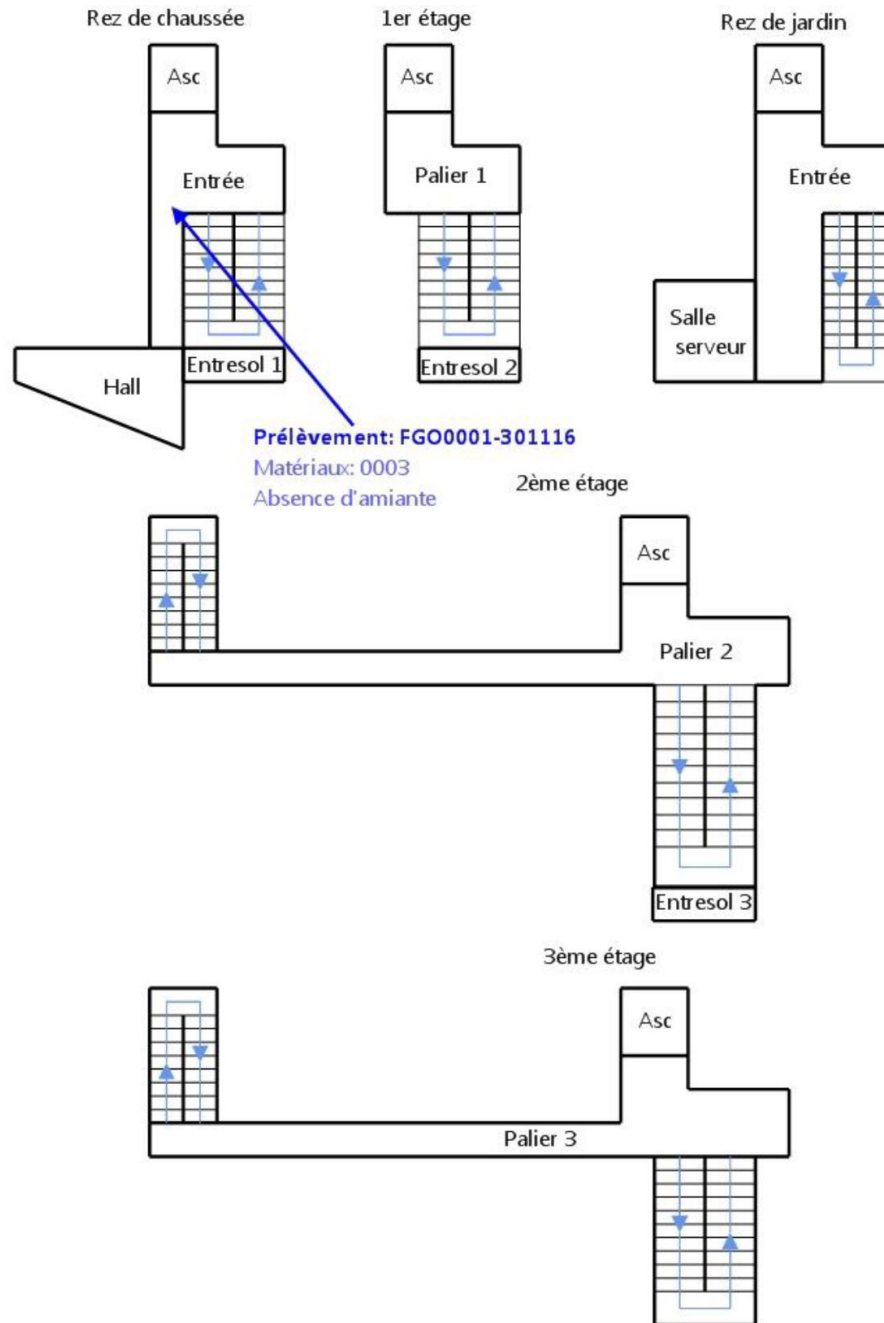 Rez de chaussée
1er étage
Rez de jardin
Asc
Asc
Asc
Entrée
Palier 1
Entrée
Salle
serveur
Hall
Entresol 1
Entresol 2
Prélèvement: FGO0001-301116
Matériaux: 0003
Absence d'amiante
2ème étage
Asc
Palier 2
Entresol 3
3ème étage
Asc
Palier 3